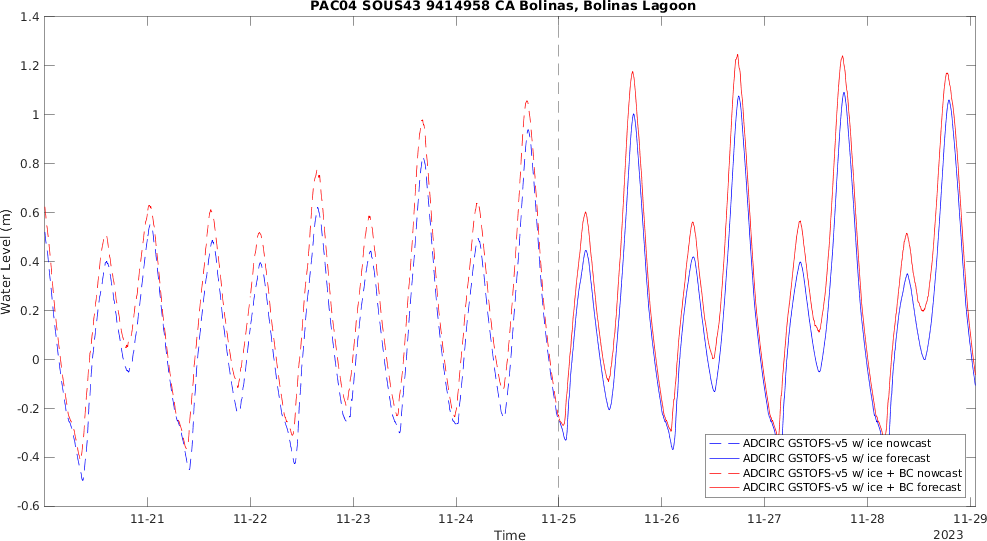 PAC04 SOUS43 9414958 CA Bolinas, Bolinas Lagoon
1.4
1.2
1
0.8
0.6
0.4
0.2
0
-0.2
-0.4
-0.6
Water Level (m)
ADCIRC GSTOFS-v5 w/ ice nowcast
ADCIRC GSTOFS-v5 w/ ice forecast
ADCIRC GSTOFS-v5 w/ ice + BC nowcast
ADCIRC GSTOFS-v5 w/ ice + BC forecast
11-21 11-22 11-23 11-24 11-25 11-26 11-27 11-28 11-29
Time
2023